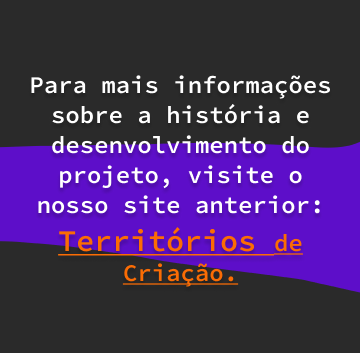 Para mais informações
sobre a história e
desenvolvimento do
projeto, visite o
nosso site anterior:
Territórios de
Criação.